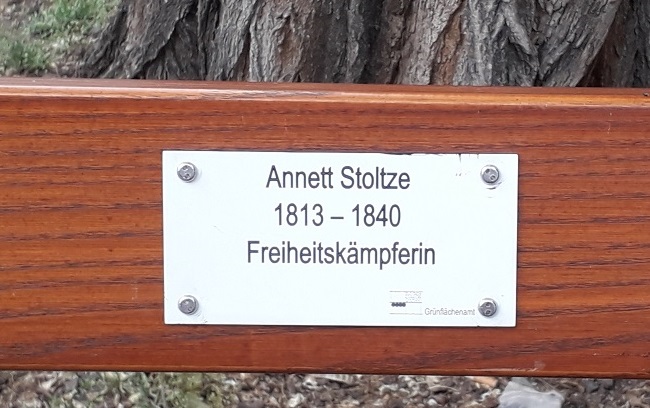 Annett Stoltze
1813 – 1840
Freiheitskämpferin
Grünflächenamt